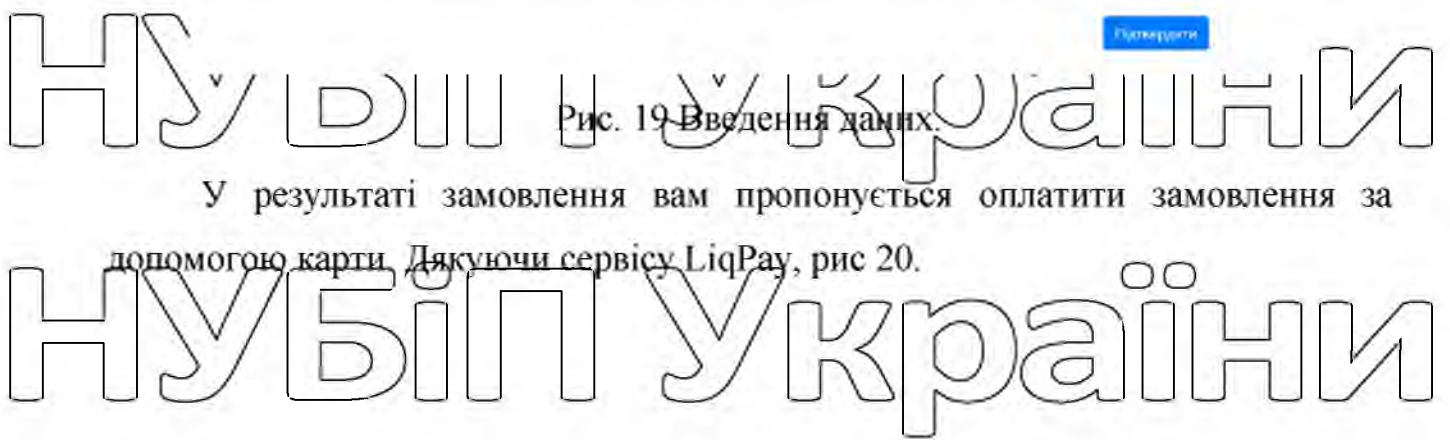 Підтвердити
НУБіП України
Рис. 19 Введення даних.
У результаті замовлення вам пропонується оплатити замовлення за
допомогою карти. Дякуючи сервісу LiqPay, рис 20.
НУБіП України